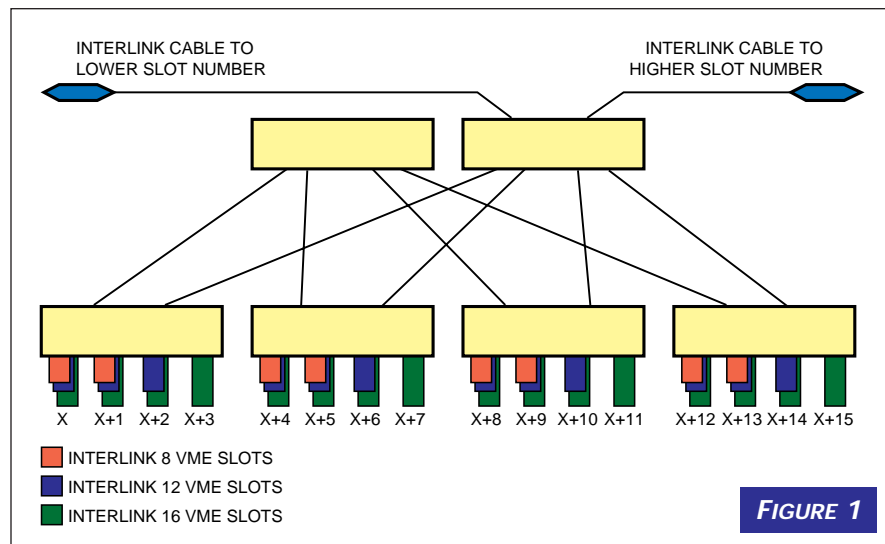 INTERLINK CABLE TO
LOWER SLOT NUMBER
INTERLINK CABLE TO
HIGHER SLOT NUMBER
X X+1 X+2 X+3 X+4 X+5 X+6 X+7 X+8 X+9 X+10 X+11 X+12 X+13 X+14 X+15
INTERLINK 8 VME SLOTS
INTERLINK 12 VME SLOTS
INTERLINK 16 VME SLOTS
FIGURE 1